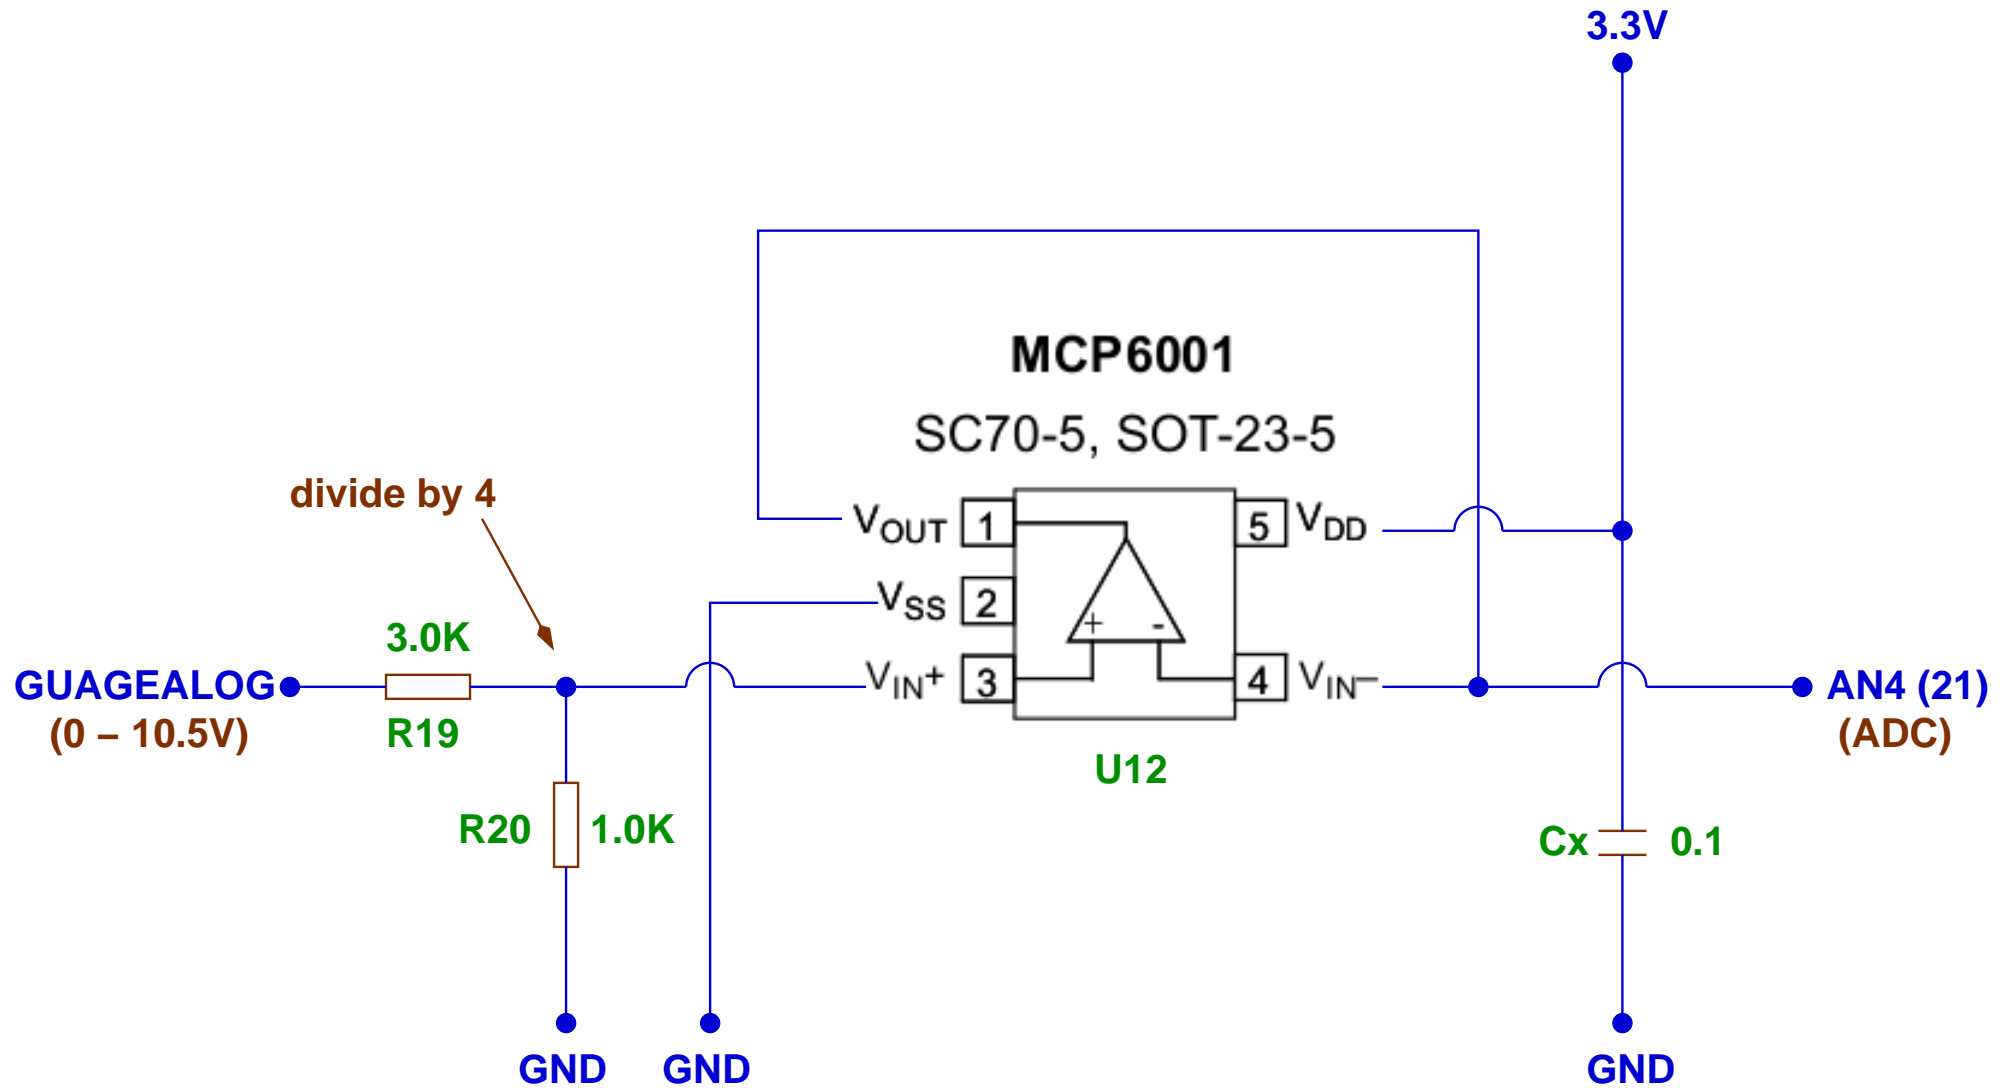 3.3V
MCP6001
SC70-5, SOT-23-5
divide by 4
VOUT 1
5 VDD
VSS 2
+ -
3.0K
GUAGEALOG
VIN+ 3
4 VIN–
AN4 (21)
(0 – 10.5V)
R19
(ADC)
U12
R20 1.0K
Cx 0.1
GND
GND
GND